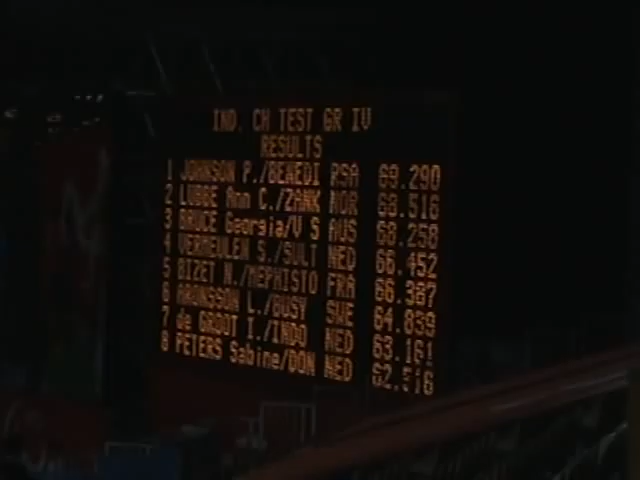 IND. CH TEST GR IV
RESULTS
1 JOHNSON P./BENEDI RSA 69.290
2 LUBBE Ann C./ZANK NOR 68.516
3 BRUCE Georgia/V S AUS 68.258
4 VERMEULEN S./SULT NED 66.452
5 BIZET N./MEPHISTO FRA 66.387
6 ARONSSON L./BUSY SWE 64.839
7 de GROOT I./INDO NED 63.161
8 PETERS Sabine/DON NED 62.516